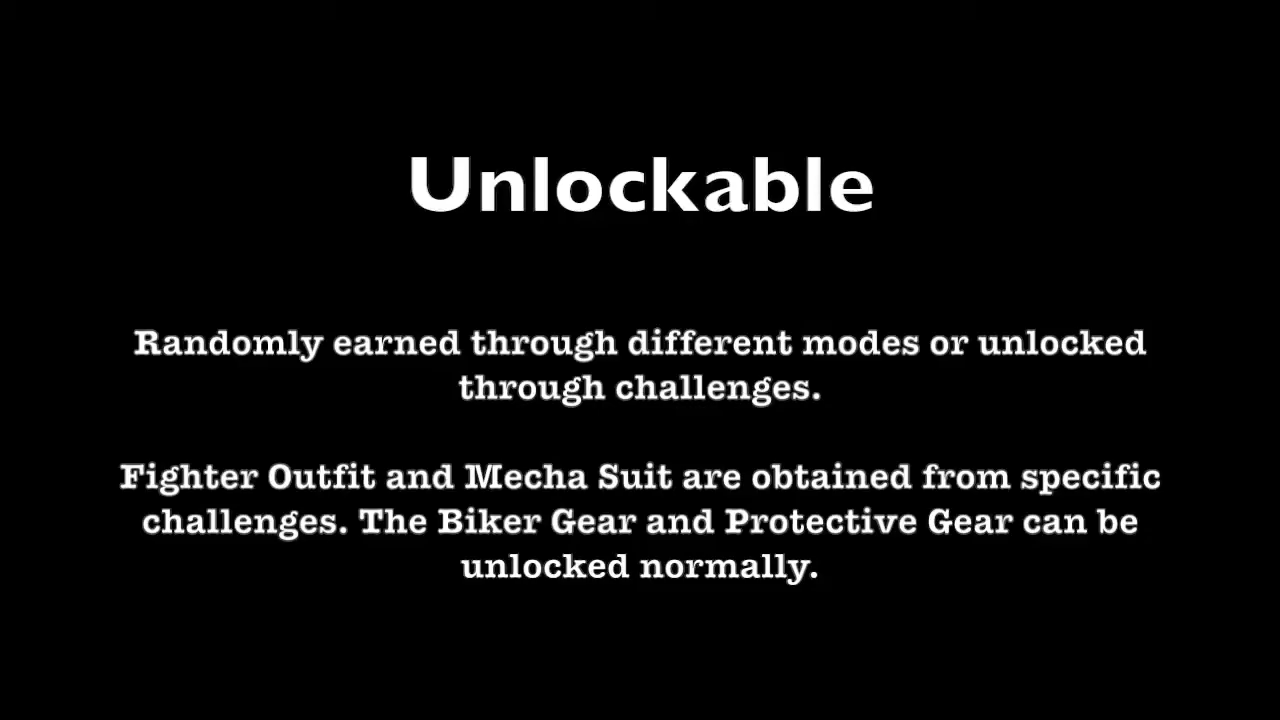 Unlockable
Randomly earned through different modes or unlocked
through challenges.
Fighter Outfit and Mecha Suit are obtained from specific
challenges. The Biker Gear and Protective Gear can be
unlocked normally.